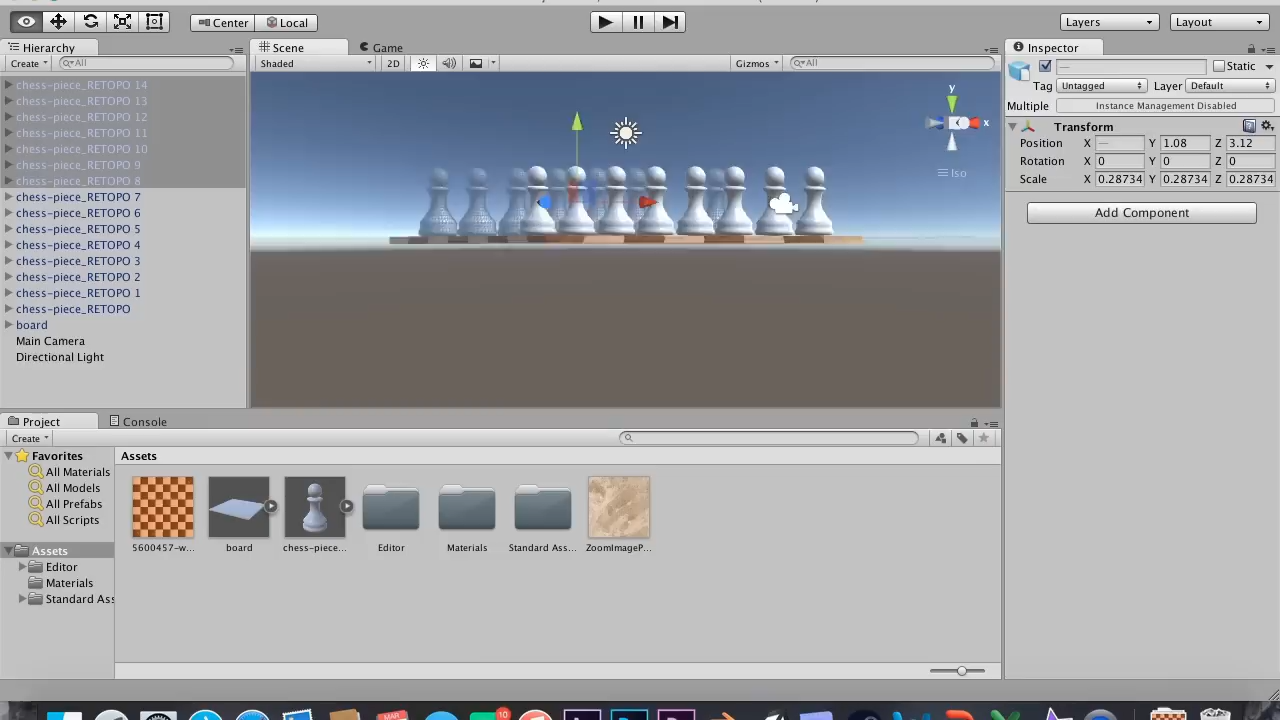 Center
Local
Layers
Layout
Hierarchy
Create
All
chess-piece_RETOPO 14
chess-piece_RETOPO 13
chess-piece_RETOPO 12
chess-piece_RETOPO 11
chess-piece_RETOPO 10
chess-piece_RETOPO 9
chess-piece_RETOPO 8
chess-piece_RETOPO 7
chess-piece_RETOPO 6
chess-piece_RETOPO 5
chess-piece_RETOPO 4
chess-piece_RETOPO 3
chess-piece_RETOPO 2
chess-piece_RETOPO 1
chess-piece_RETOPO
board
Main Camera
Directional Light
Scene
Game
Shaded
2D
Gizmos
All
y
x
Iso
Inspector
Static
Tag Untagged
Layer Default
Multiple
Instance Management Disabled
Transform
Position X — Y 1.08 Z 3.12
Rotation X 0 Y 0 Z 0
Scale X 0.28734 Y 0.28734 Z 0.28734
Add Component
Project
Console
Create
Favorites
All Materials
All Models
All Prefabs
All Scripts
Assets
Editor
Materials
Standard Ass
Assets
5600457-w...
board
chess-piece...
Editor
Materials
Standard Ass...
ZoomImageP...
MAR
10